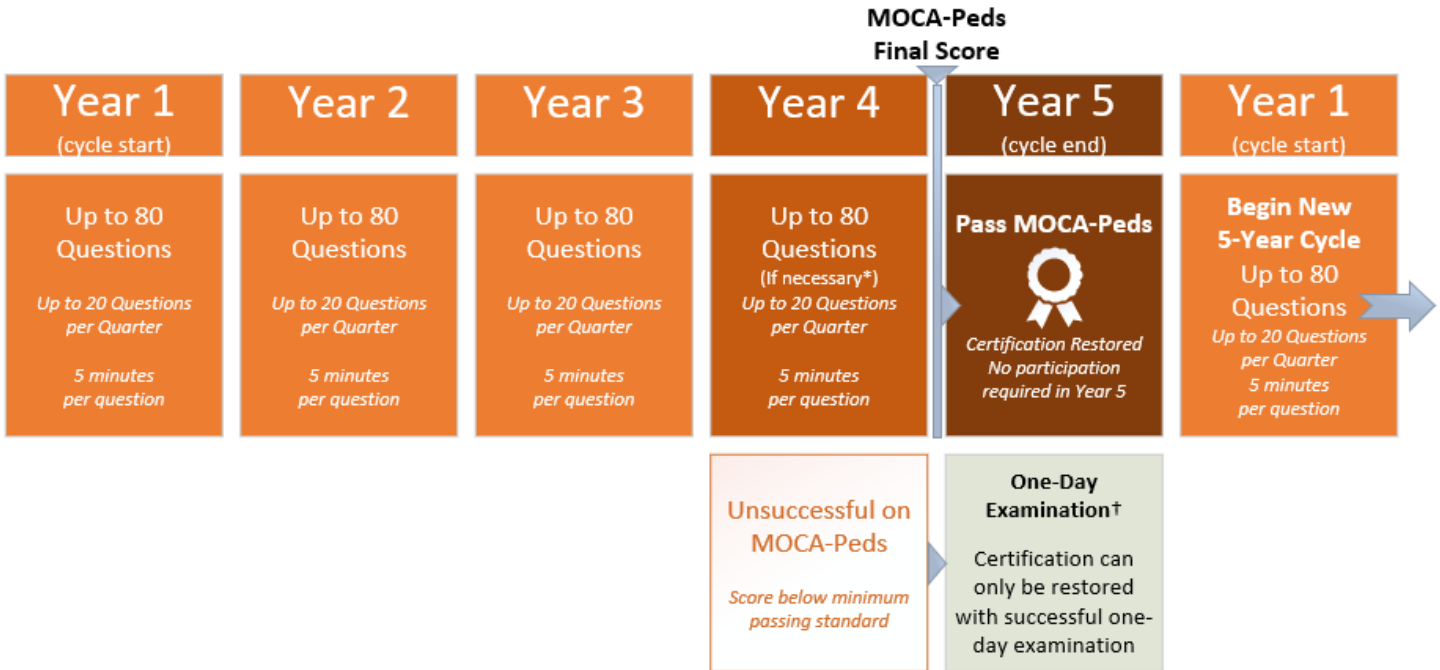 MOCA-Peds
Final Score
Year 1
(cycle start)
Year 2
Year 3
Year 4
Year 5
(cycle end)
Year 1
(cycle start)
Up to 80
Questions
Up to 20 Questions
per Quarter
5 minutes
per question
Up to 80
Questions
Up to 20 Questions
per Quarter
5 minutes
per question
Up to 80
Questions
Up to 20 Questions
per Quarter
5 minutes
per question
Up to 80
Questions
(If necessary*)
Up to 20 Questions
per Quarter
5 minutes
per question
Pass MOCA-Peds
Certification Restored
No participation
required in Year 5
Begin New
5-Year Cycle
Up to 80
Questions
Up to 20 Questions
per Quarter
5 minutes
per question
Unsuccessful on
MOCA-Peds
Score below minimum
passing standard
One-Day
Examination†
Certification can
only be restored
with successful one-
day examination